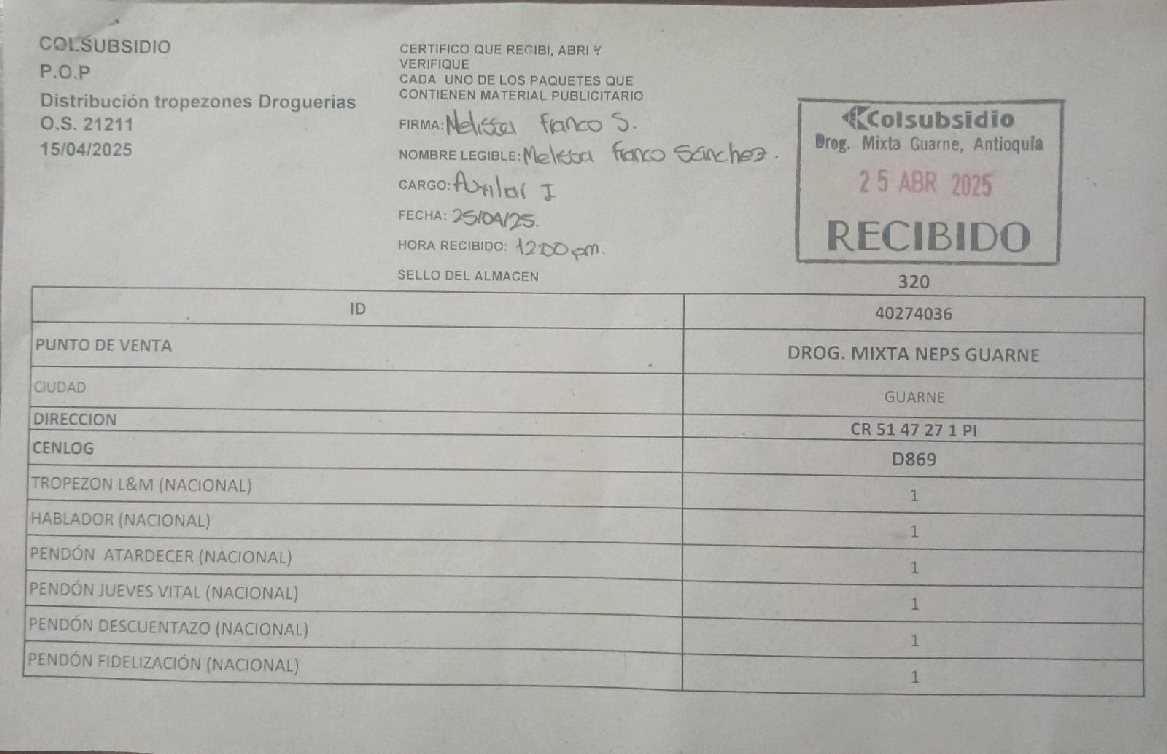 COLSUBSIDIO
P.O.P
Distribución tropezones Droguerias
O.S. 21211
15/04/2025
CERTIFICO QUE RECIBI, ABRI Y
VERIFIQUE
CADA UNO DE LOS PAQUETES QUE
CONTIENEN MATERIAL PUBLICITARIO
FIRMA: Melissa Franco S.
NOMBRE LEGIBLE: Melissa Franco Sánchez.
CARGO: I
FECHA: 25/04/25.
HORA RECIBIDO: 12:00 pm.
SELLO DEL ALMACEN
Colsubsidio
Drog. Mixta Guarne, Antioquía
25 ABR 2025
RECIBIDO
320
ID 40274036
PUNTO DE VENTA DROG. MIXTA NEPS GUARNE
CIUDAD GUARNE
DIRECCION CR 51 47 27 1 PI
CENLOG D869
TROPEZON L&M (NACIONAL) 1
HABLADOR (NACIONAL) 1
PENDÓN ATARDECER (NACIONAL) 1
PENDÓN JUEVES VITAL (NACIONAL) 1
PENDÓN DESCUENTAZO (NACIONAL) 1
PENDÓN FIDELIZACIÓN (NACIONAL) 1